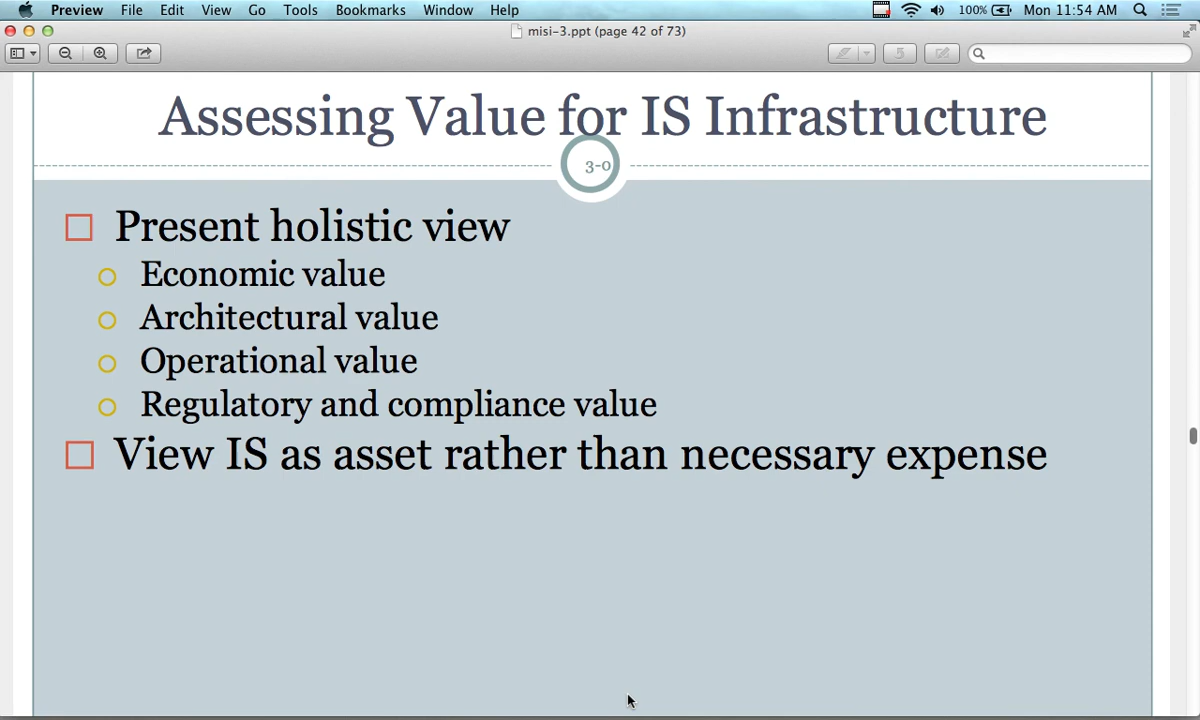 Preview File Edit View Go Tools Bookmarks Window Help 100% Mon 11:54 AM
misi-3.ppt (page 42 of 73)
Assessing Value for IS Infrastructure
3-0
Present holistic view
Economic value
Architectural value
Operational value
Regulatory and compliance value
View IS as asset rather than necessary expense